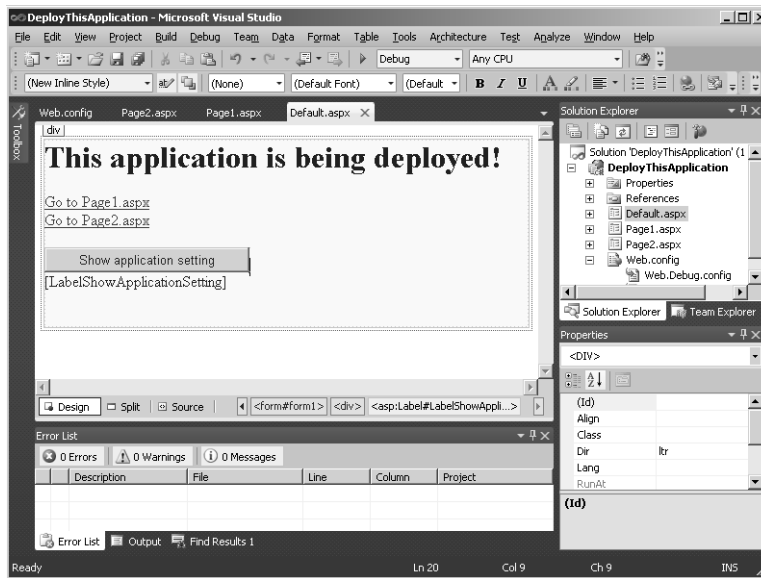 DeployThisApplication - Microsoft Visual Studio
File Edit View Project Build Debug Team Data Format Table Tools Architecture Test Analyze Window Help
Debug Any CPU
(New Inline Style) (None) (Default Font) (Default B I U A
Toolbox
Web.config Page2.aspx Page1.aspx Default.aspx
div
This application is being deployed!
Go to Page1.aspx
Go to Page2.aspx
Show application setting
[LabelShowApplicationSetting]
Design Split Source <form#form1> <div> <asp:Label#LabelShowAppli...>
Solution Explorer
Solution 'DeployThisApplication' (1
DeployThisApplication
Properties
References
Default.aspx
Page1.aspx
Page2.aspx
Web.config
Web.Debug.config
Solution Explorer Team Explorer
Properties
<DIV>
(Id)
Align
Class
Dir ltr
Lang
RunAt
(Id)
Error List
0 Errors 0 Warnings 0 Messages
Description File Line Column Project
Error List Output Find Results 1
Ready Ln 20 Col 9 Ch 9 INS